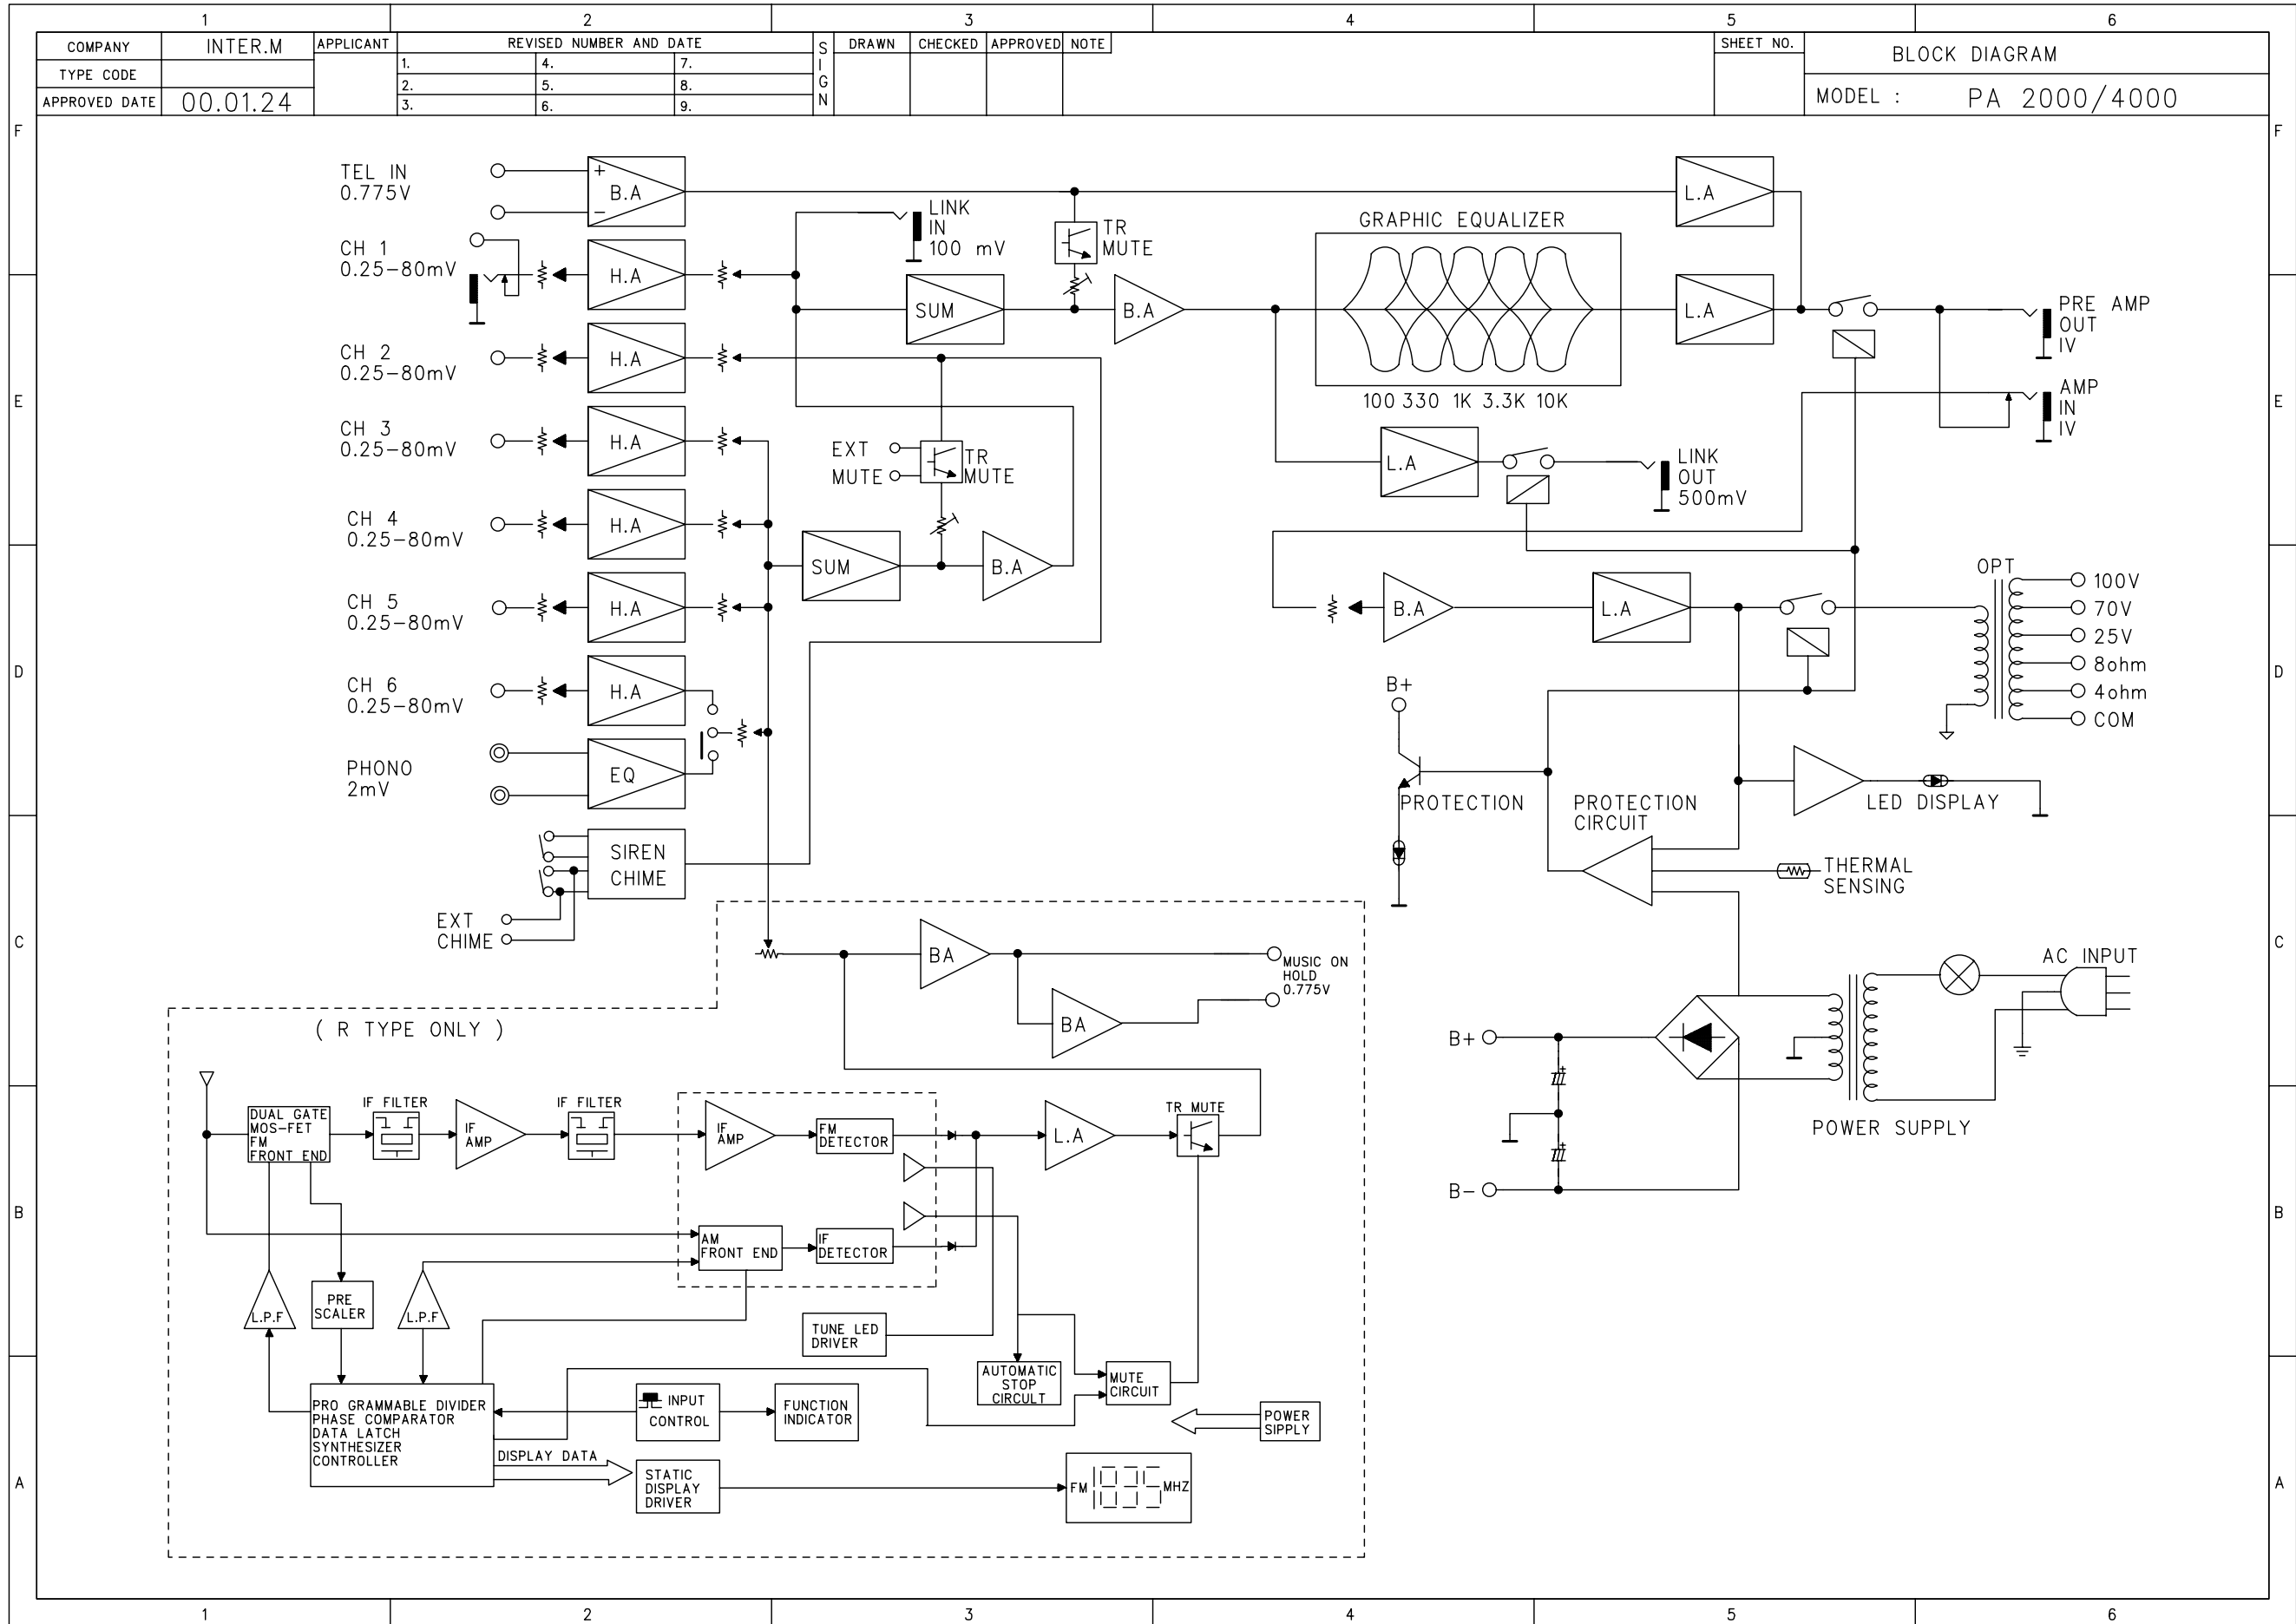 1 2 3 4 5 6
COMPANY INTER.M APPLICANT REVISED NUMBER AND DATE SIGN DRAWN CHECKED APPROVED NOTE SHEET NO. BLOCK DIAGRAM
TYPE CODE 1. 4. 7.
2. 5. 8.
APPROVED DATE 00.01.24 3. 6. 9. MODEL : PA 2000/4000
F F
TEL IN
0.775V
+
B.A
−
L.A
CH 1
0.25-80mV
H.A
LINK
IN
100 mV
TR
MUTE
GRAPHIC EQUALIZER
SUM
B.A
L.A
PRE AMP
OUT
IV
CH 2
0.25-80mV
H.A
100 330 1K 3.3K 10K
AMP
IN
IV
E E
CH 3
0.25-80mV
H.A
EXT
MUTE
TR
MUTE
L.A
LINK
OUT
500mV
CH 4
0.25-80mV
H.A
SUM
B.A
OPT
100V
70V
25V
8ohm
4ohm
COM
CH 5
0.25-80mV
H.A
B.A
L.A
D D
CH 6
0.25-80mV
H.A
B+
PHONO
2mV
EQ
PROTECTION
PROTECTION
CIRCUIT
LED DISPLAY
SIREN
CHIME
THERMAL
SENSING
EXT
CHIME
C C
BA
MUSIC ON
HOLD
0.775V
AC INPUT
BA
( R TYPE ONLY )
B+
POWER SUPPLY
B−
DUAL GATE
MOS-FET
FM
FRONT END
IF FILTER
IF
AMP
IF FILTER
IF
AMP
FM
DETECTOR
L.A
TR MUTE
B B
AM
FRONT END
IF
DETECTOR
L.P.F
PRE
SCALER
L.P.F
TUNE LED
DRIVER
AUTOMATIC
STOP
CIRCULT
MUTE
CIRCUIT
PRO GRAMMABLE DIVIDER
PHASE COMPARATOR
DATA LATCH
SYNTHESIZER
CONTROLLER
INPUT
CONTROL
FUNCTION
INDICATOR
POWER
SIPPLY
DISPLAY DATA
STATIC
DISPLAY
DRIVER
FM 1835 MHZ
A A
1 2 3 4 5 6